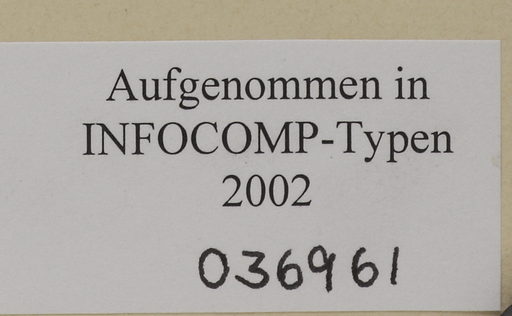 Aufgenommen in
INFOCOMP-Typen
2002
036961